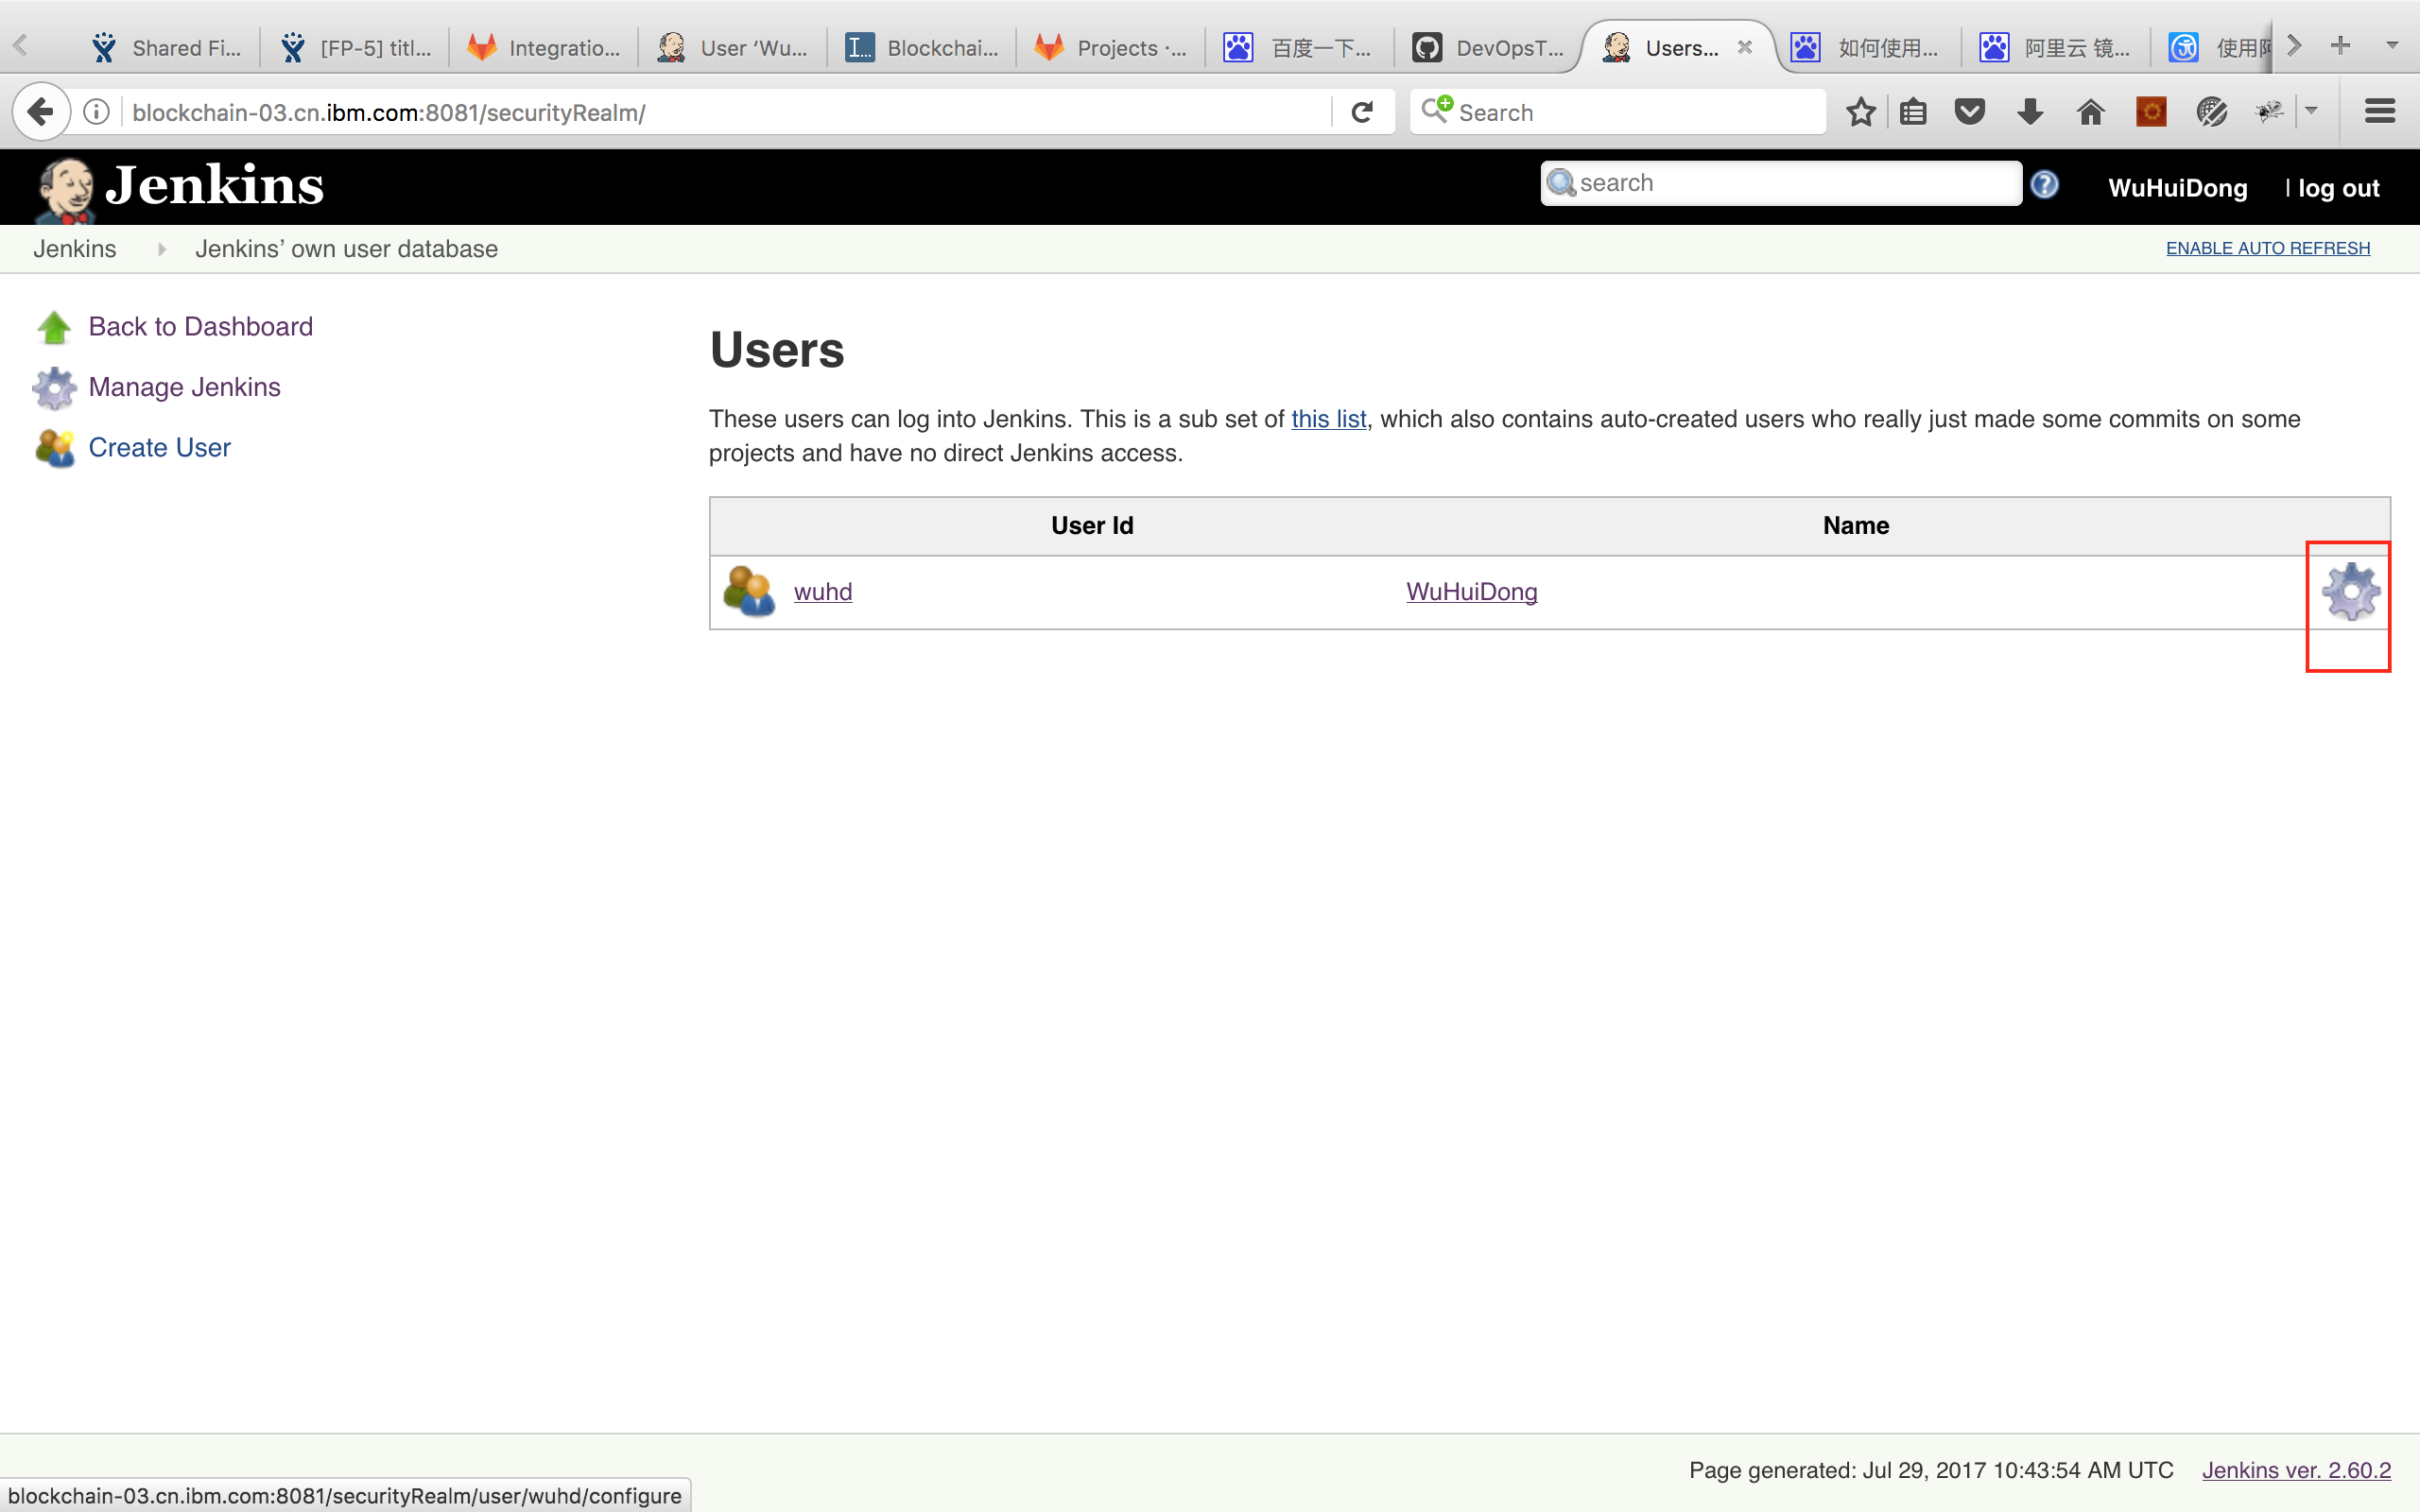 Shared Fi... [FP-5] titl... Integratio... User ‘Wu... Blockchai... Projects ·... 百度一下... DevOpsT... Users... 如何使用... 阿里云 镜... 使用阿
blockchain-03.cn.ibm.com:8081/securityRealm/ Search
Jenkins search WuHuiDong | log out
Jenkins Jenkins’ own user database ENABLE AUTO REFRESH
Back to Dashboard
Manage Jenkins
Create User
Users
These users can log into Jenkins. This is a sub set of this list, which also contains auto-created users who really just made some commits on some
projects and have no direct Jenkins access.
User Id Name
wuhd WuHuiDong
Page generated: Jul 29, 2017 10:43:54 AM UTC Jenkins ver. 2.60.2
blockchain-03.cn.ibm.com:8081/securityRealm/user/wuhd/configure